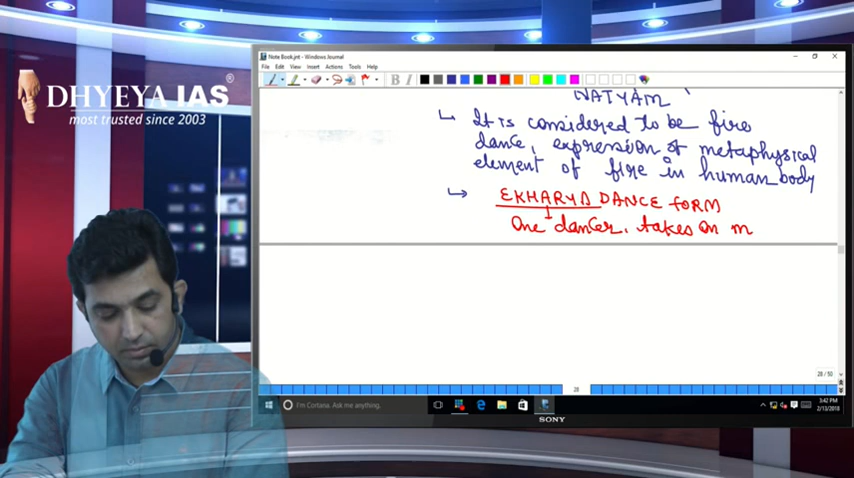 DHYEYA IAS®
most trusted since 2003
Note Book.jnt - Windows Journal
File Edit View Insert Actions Tools Help
NATYAM
It is considered to be fire
dance, expression of metaphysical
element of fire in human body
EKHARYA DANCE FORM
One dancer, takes on m
28 / 50
28
I'm Cortana. Ask me anything.
3:42 PM
2/13/2018
SONY